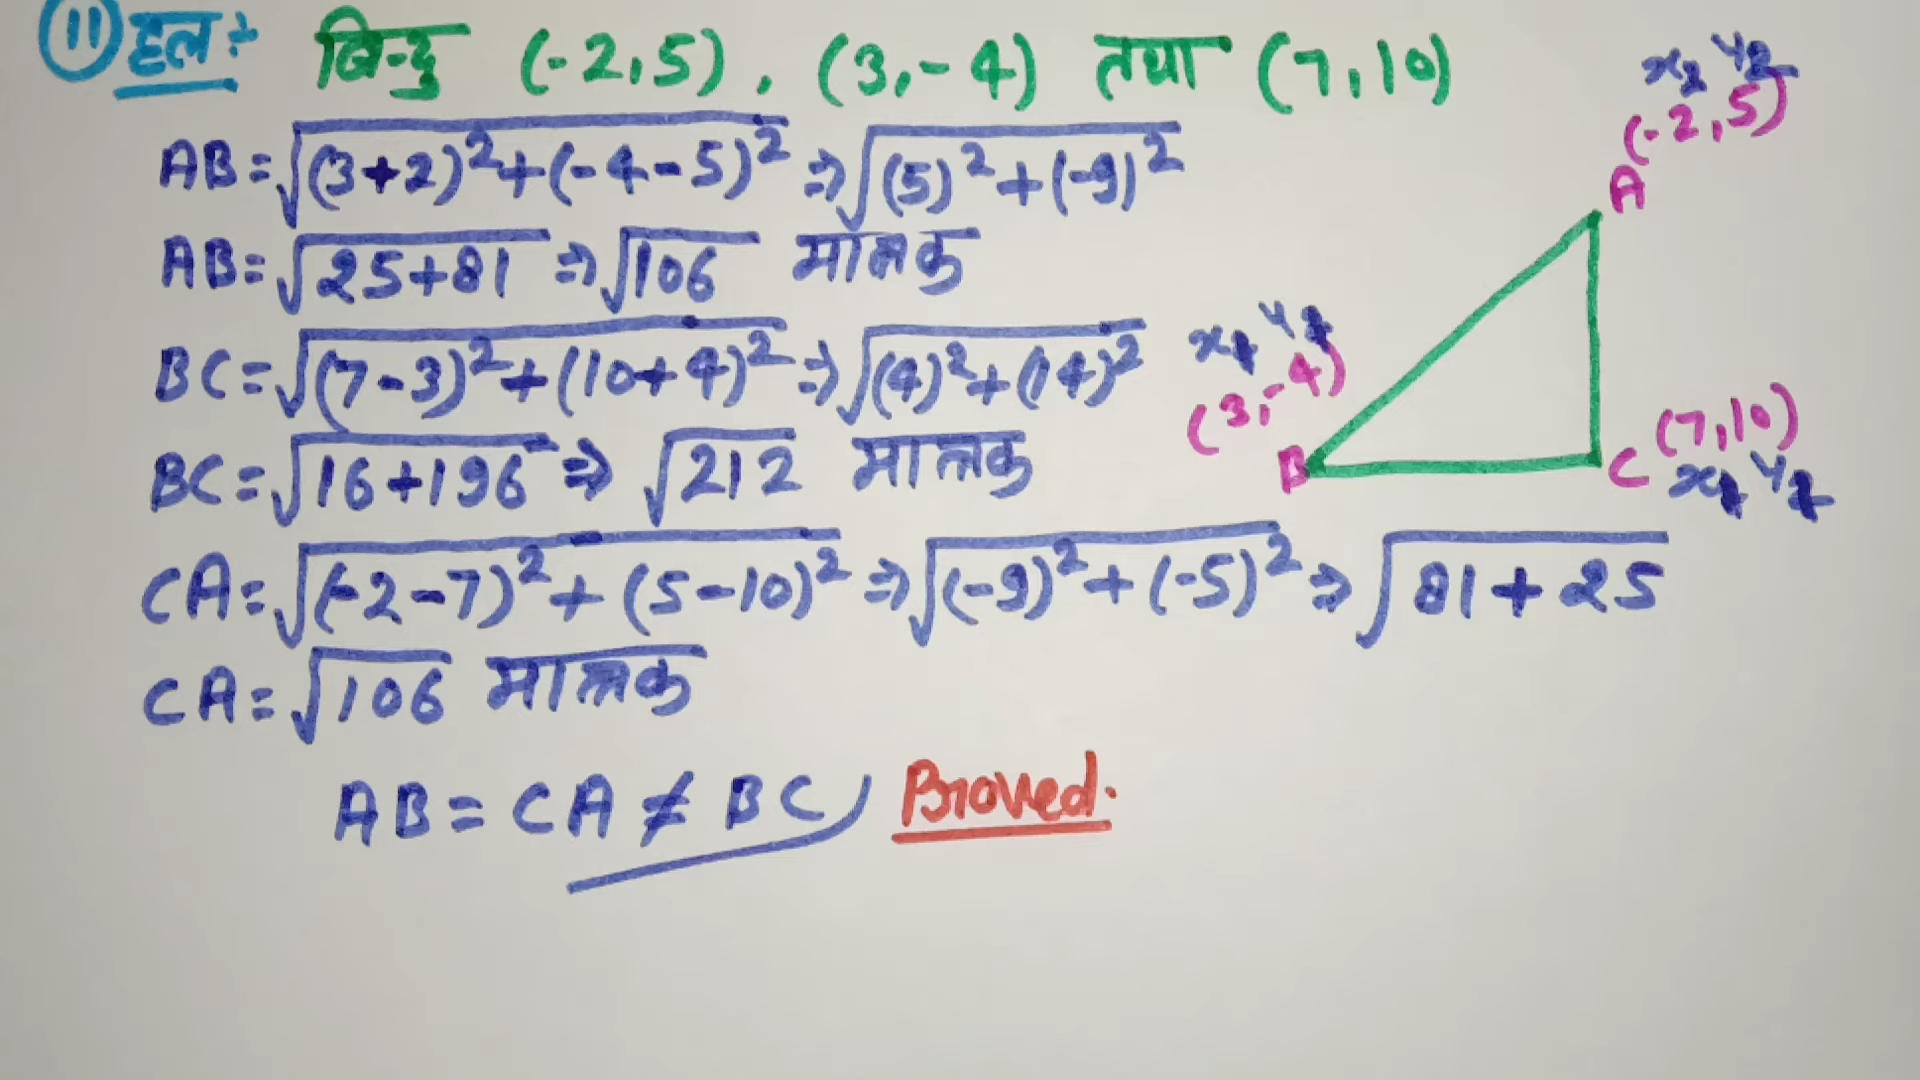 (11) हल ÷ बिन्दु (-2,5), (3,-4) तथा (7,10)
AB=√(3+2)²+(-4-5)² ⇒ √(5)²+(-9)²
AB=√25+81 ⇒ √106 मात्रक
BC=√(7-3)²+(10+4)² ⇒ √(4)²+(14)²
BC=√16+196 ⇒ √212 मात्रक
CA=√(-2-7)²+(5-10)² ⇒ √(-9)²+(-5)² ⇒ √81+25
CA=√106 मात्रक
AB=CA≠BC Proved.
(-2,5)
A
(3,-4)
B
(7,10)
C